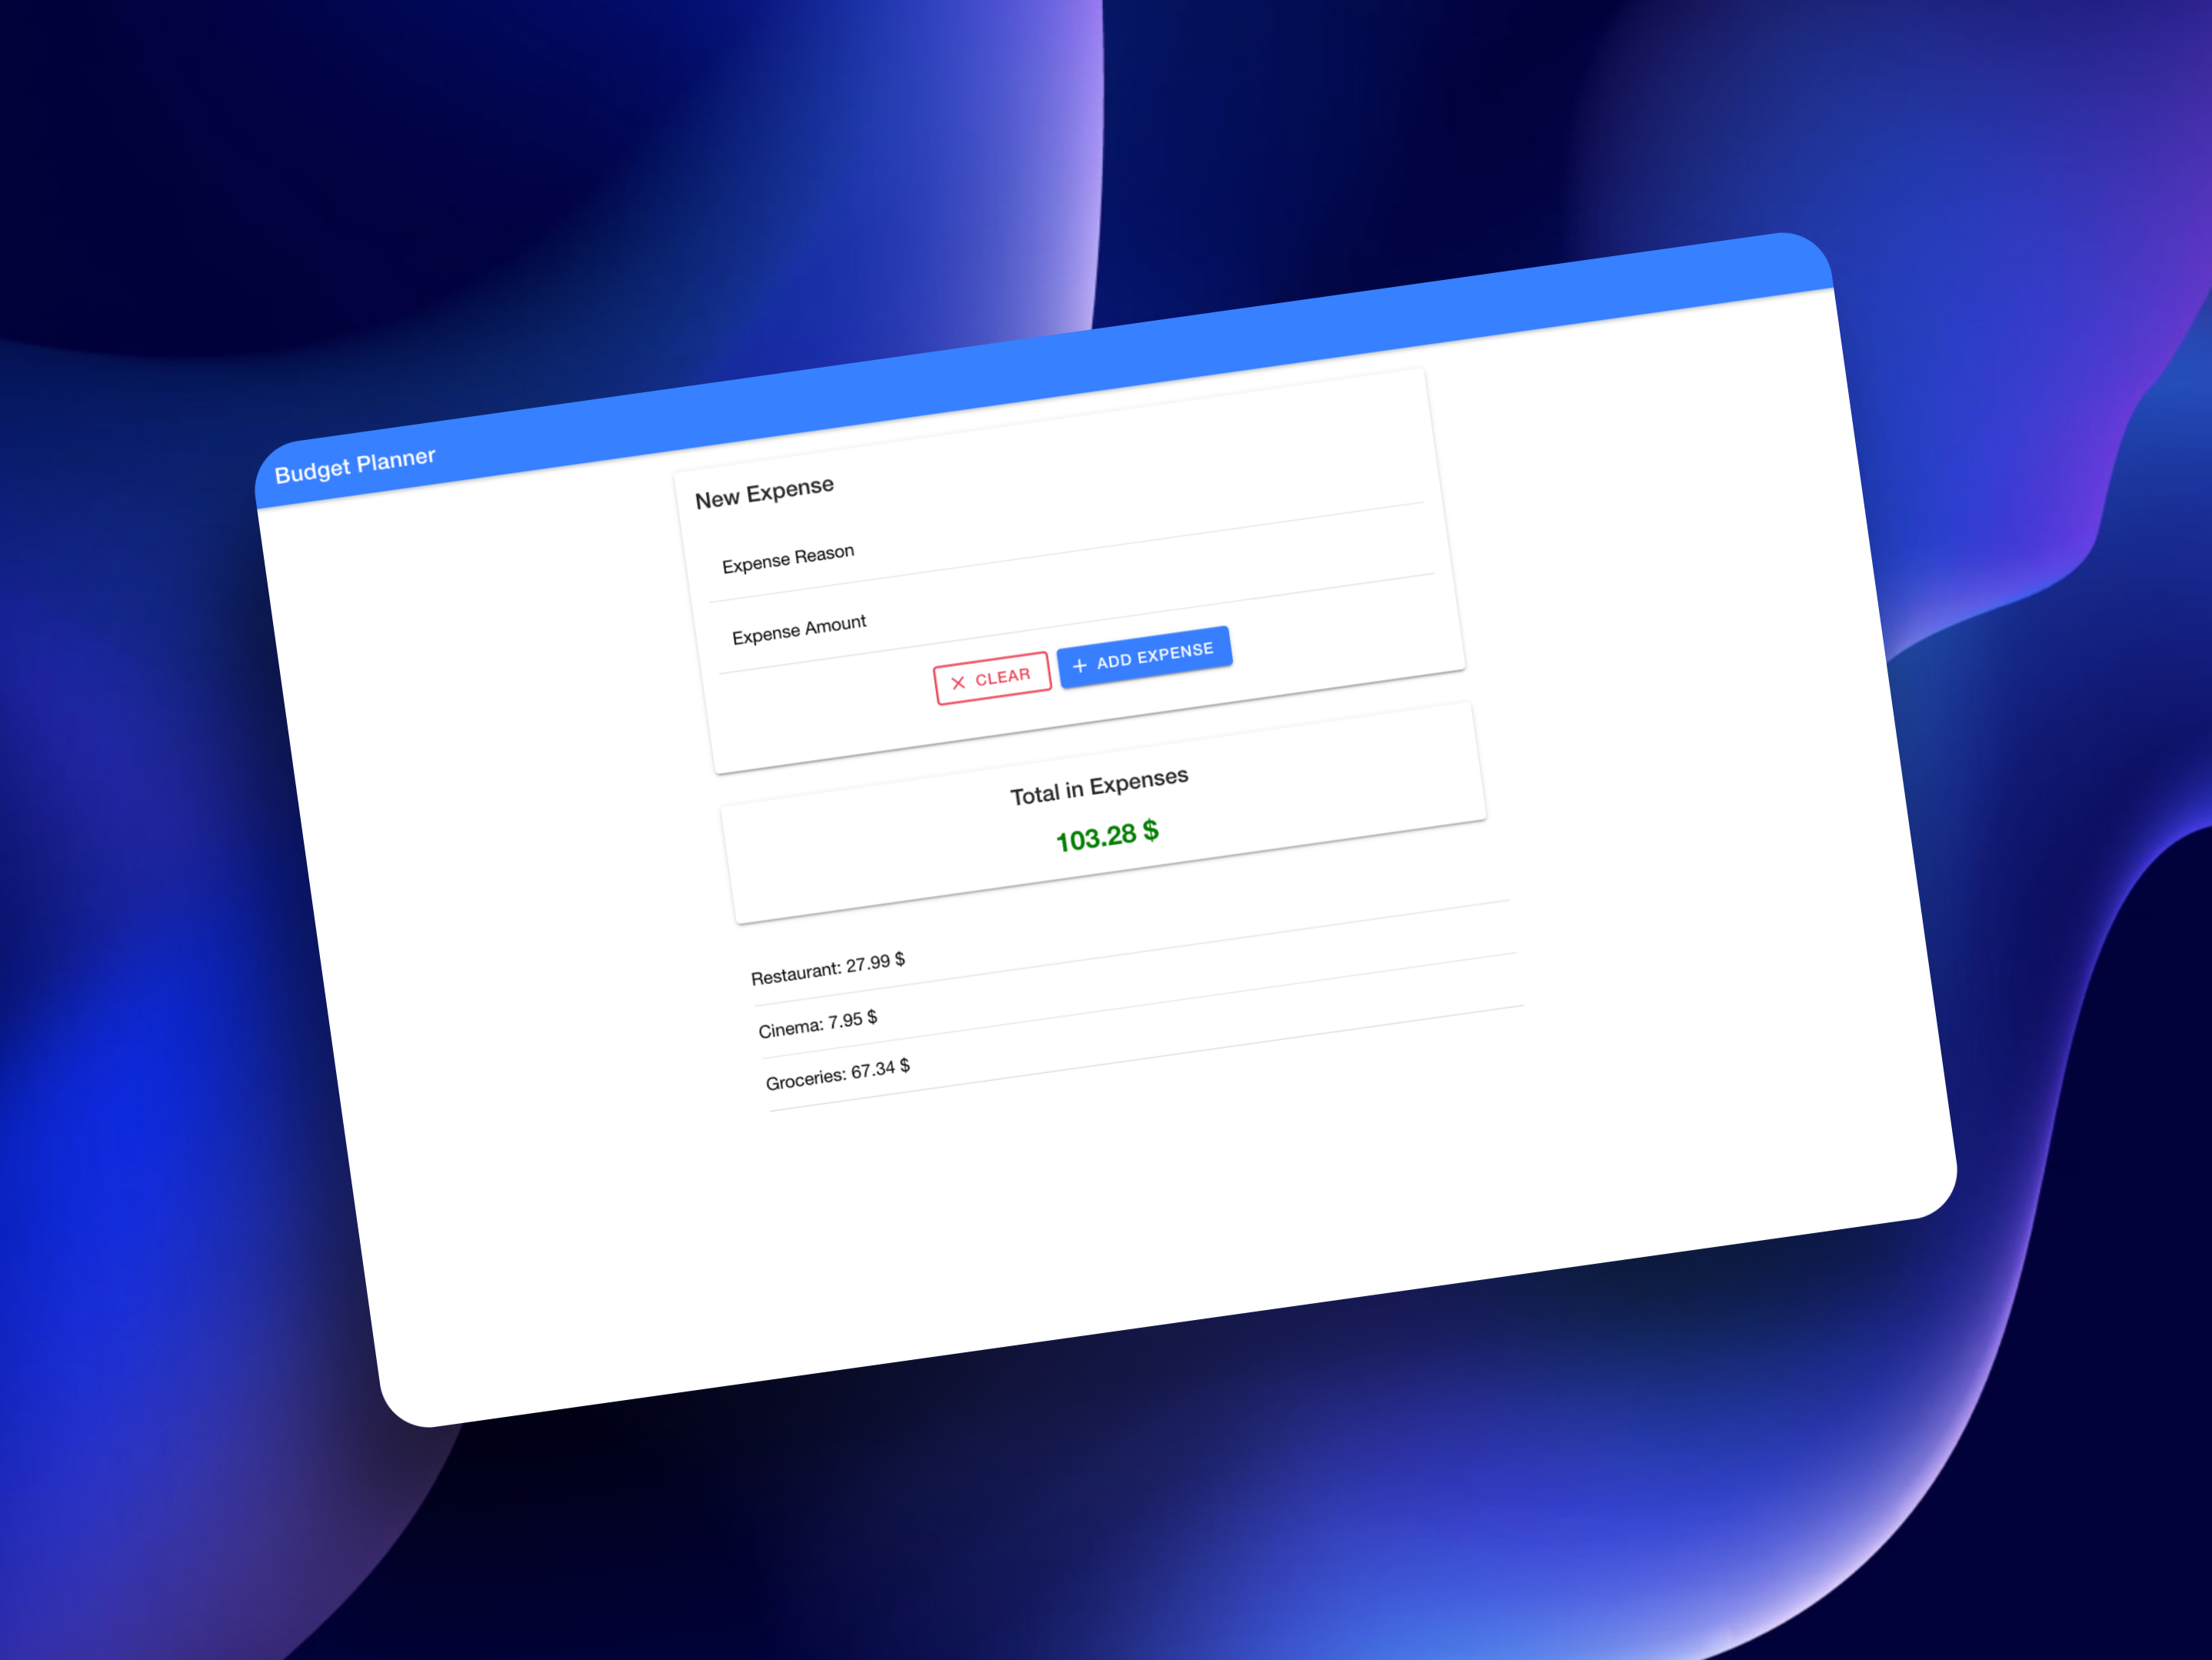 Budget Planner
New Expense
Expense Reason
Expense Amount
CLEAR
ADD EXPENSE
Total in Expenses
103.28 $
Restaurant: 27.99 $
Cinema: 7.95 $
Groceries: 67.34 $